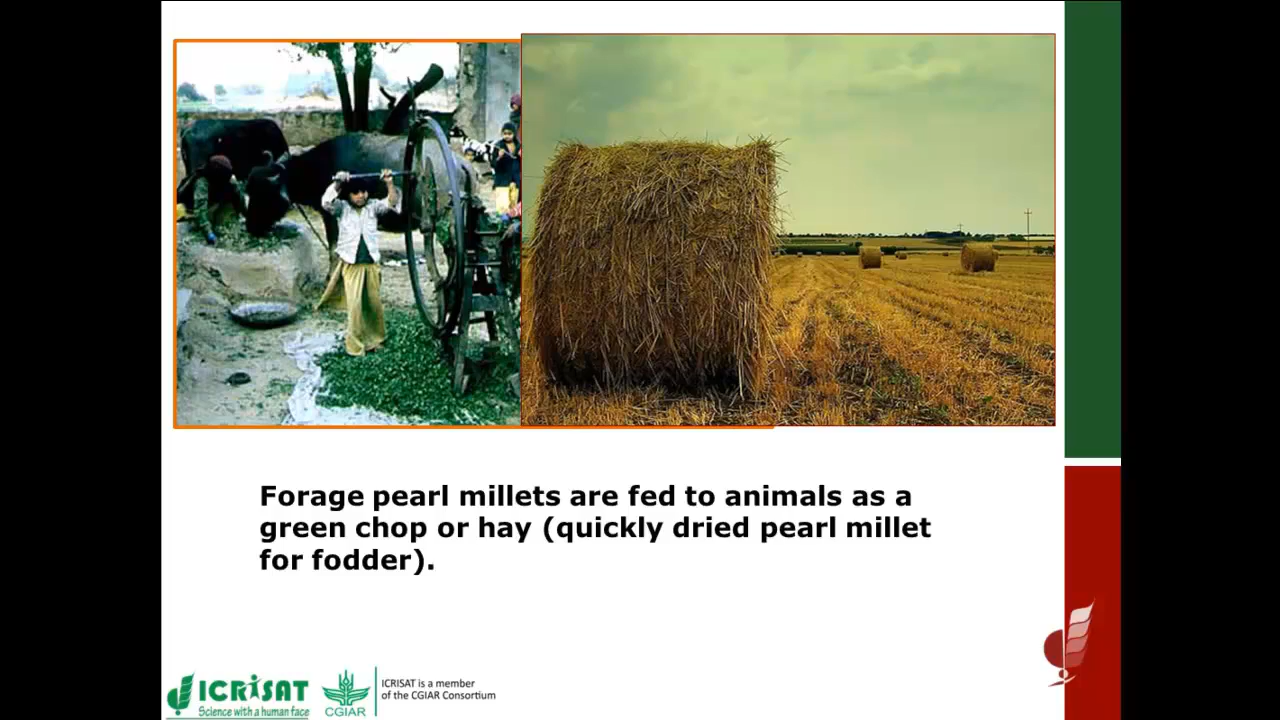 Forage pearl millets are fed to animals as a
green chop or hay (quickly dried pearl millet
for fodder).
ICRISAT
Science with a human face
CGIAR
ICRISAT is a member
of the CGIAR Consortium